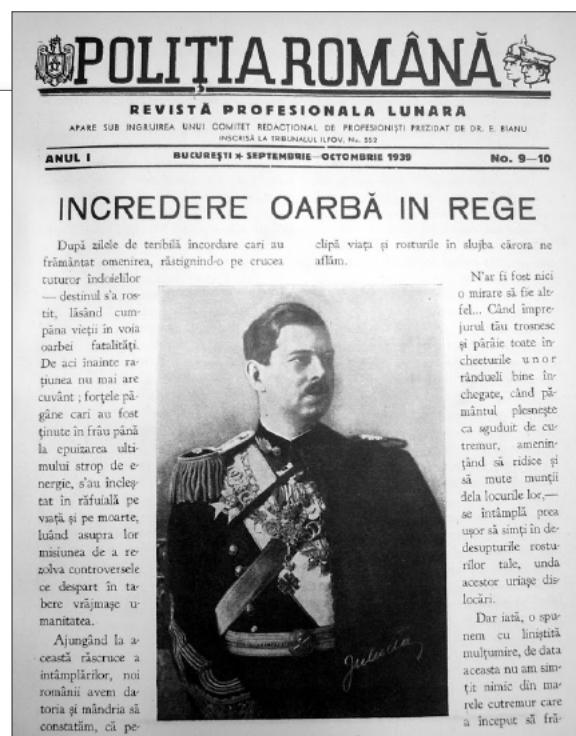 POLIȚIA ROMÂNĂ
REVISTĂ PROFESIONALA LUNARA
APARE SUB INGRIJIREA UNUI COMITET REDACȚIONAL DE PROFESIONIȘTI PREZIDAT DE DR. E. BIANU
INSCRISĂ LA TRIBUNALUL ILFOV, No. 552
ANUL I BUCUREȘTI ★ SEPTEMBRIE—OCTOMBRIE 1939 No. 9—10
INCREDERE OARBĂ IN REGE
După zilele de teribilă încordare cari au
frământat omenirea, răstignind-o pe crucea
tuturor îndoielilor
— destinul s'a ros-
tit, lăsând cum-
păna vieții în voia
oarbei fatalități.
De aci înainte ra-
țiunea nu mai are
cuvânt ; forțele pă-
gâne cari au fost
ținute în frâu până
la epuizarea ulti-
mului strop de e-
nergie, s'au încleș-
tat în răfuială pe
viață și pe moarte,
luând asupra lor
misiunea de a re-
zolva controversele
ce despart în ta-
bere vrăjmașe u-
manitatea.
Ajungând la a-
ceastă răscruce a
întâmplărilor, noi
românii avem da-
toria și mândria să
constatăm, că pe-
clipă viața și rosturile în slujba cărora ne
aflăm.
N'ar fi fost nici
o mirare să fie alt-
fel... Când împre-
jurul tău trosnesc
și pârâie toate în-
cheeturile unor
rândueli bine în-
chegate, când pă-
mântul plesnește
ca sguduit de cu-
tremur, amenin-
țând să ridice și
să mute munții
dela locurile lor,—
se întâmplă prea
ușor să simți în de-
desupturile rostu-
rilor tale, unda
acestor uriașe dis-
locări.
Dar iată, o spu-
nem cu liniștită
mulțumire, de data
aceasta nu am sim-
țit nimic din ma-
rele cutremur care
a început să fră-